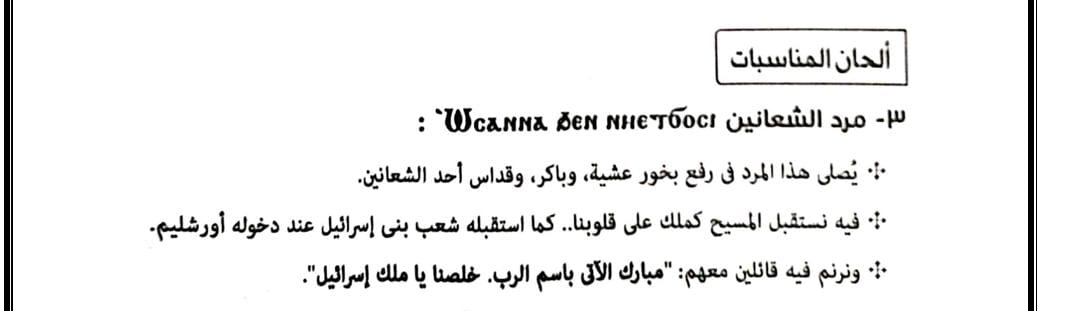 ألحان المناسبات
٣- مرد الشعانين Ⲱ̀ⲥⲁⲛⲛⲁ ϧⲉⲛ ⲛⲏⲉⲧϭⲟⲥⲓ :
⁘ يُصلى هذا المرد فى رفع بخور عشية، وباكر، وقداس أحد الشعانين.
⁘ فيه نستقبل المسيح كملك على قلوبنا.. كما استقبله شعب بنى إسرائيل عند دخوله أورشليم.
⁘ ونرنم فيه قائلين معهم: "مبارك الآتى باسم الرب. خلصنا يا ملك إسرائيل".